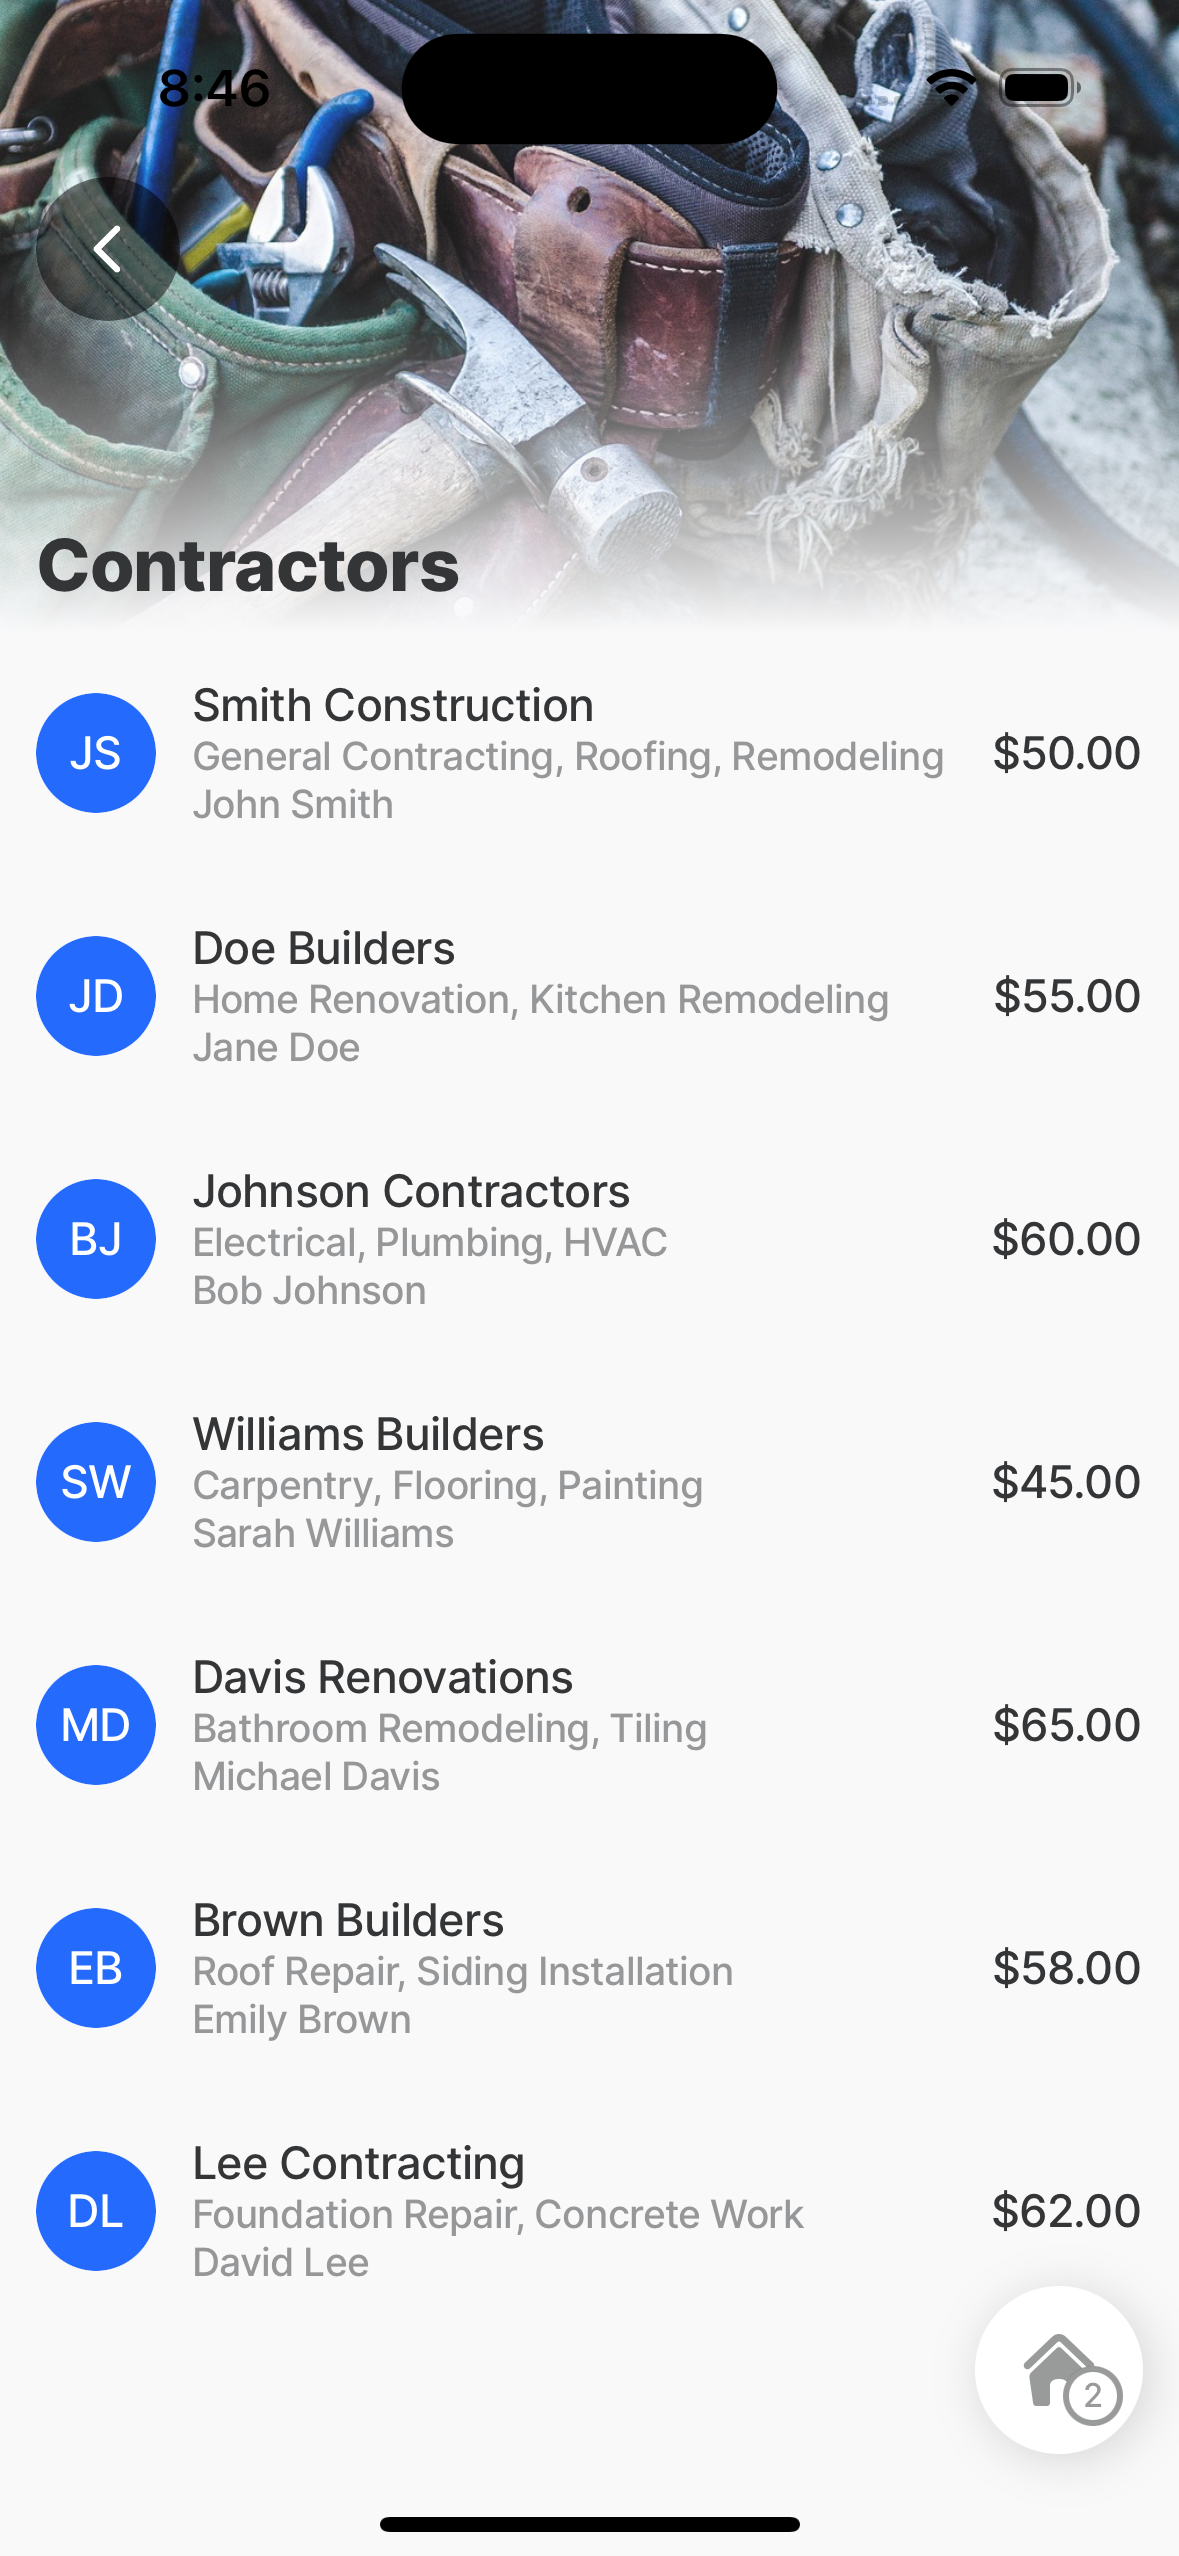 8:46
Contractors
JS
Smith Construction
General Contracting, Roofing, Remodeling
John Smith
$50.00
JD
Doe Builders
Home Renovation, Kitchen Remodeling
Jane Doe
$55.00
BJ
Johnson Contractors
Electrical, Plumbing, HVAC
Bob Johnson
$60.00
SW
Williams Builders
Carpentry, Flooring, Painting
Sarah Williams
$45.00
MD
Davis Renovations
Bathroom Remodeling, Tiling
Michael Davis
$65.00
EB
Brown Builders
Roof Repair, Siding Installation
Emily Brown
$58.00
DL
Lee Contracting
Foundation Repair, Concrete Work
David Lee
$62.00
2